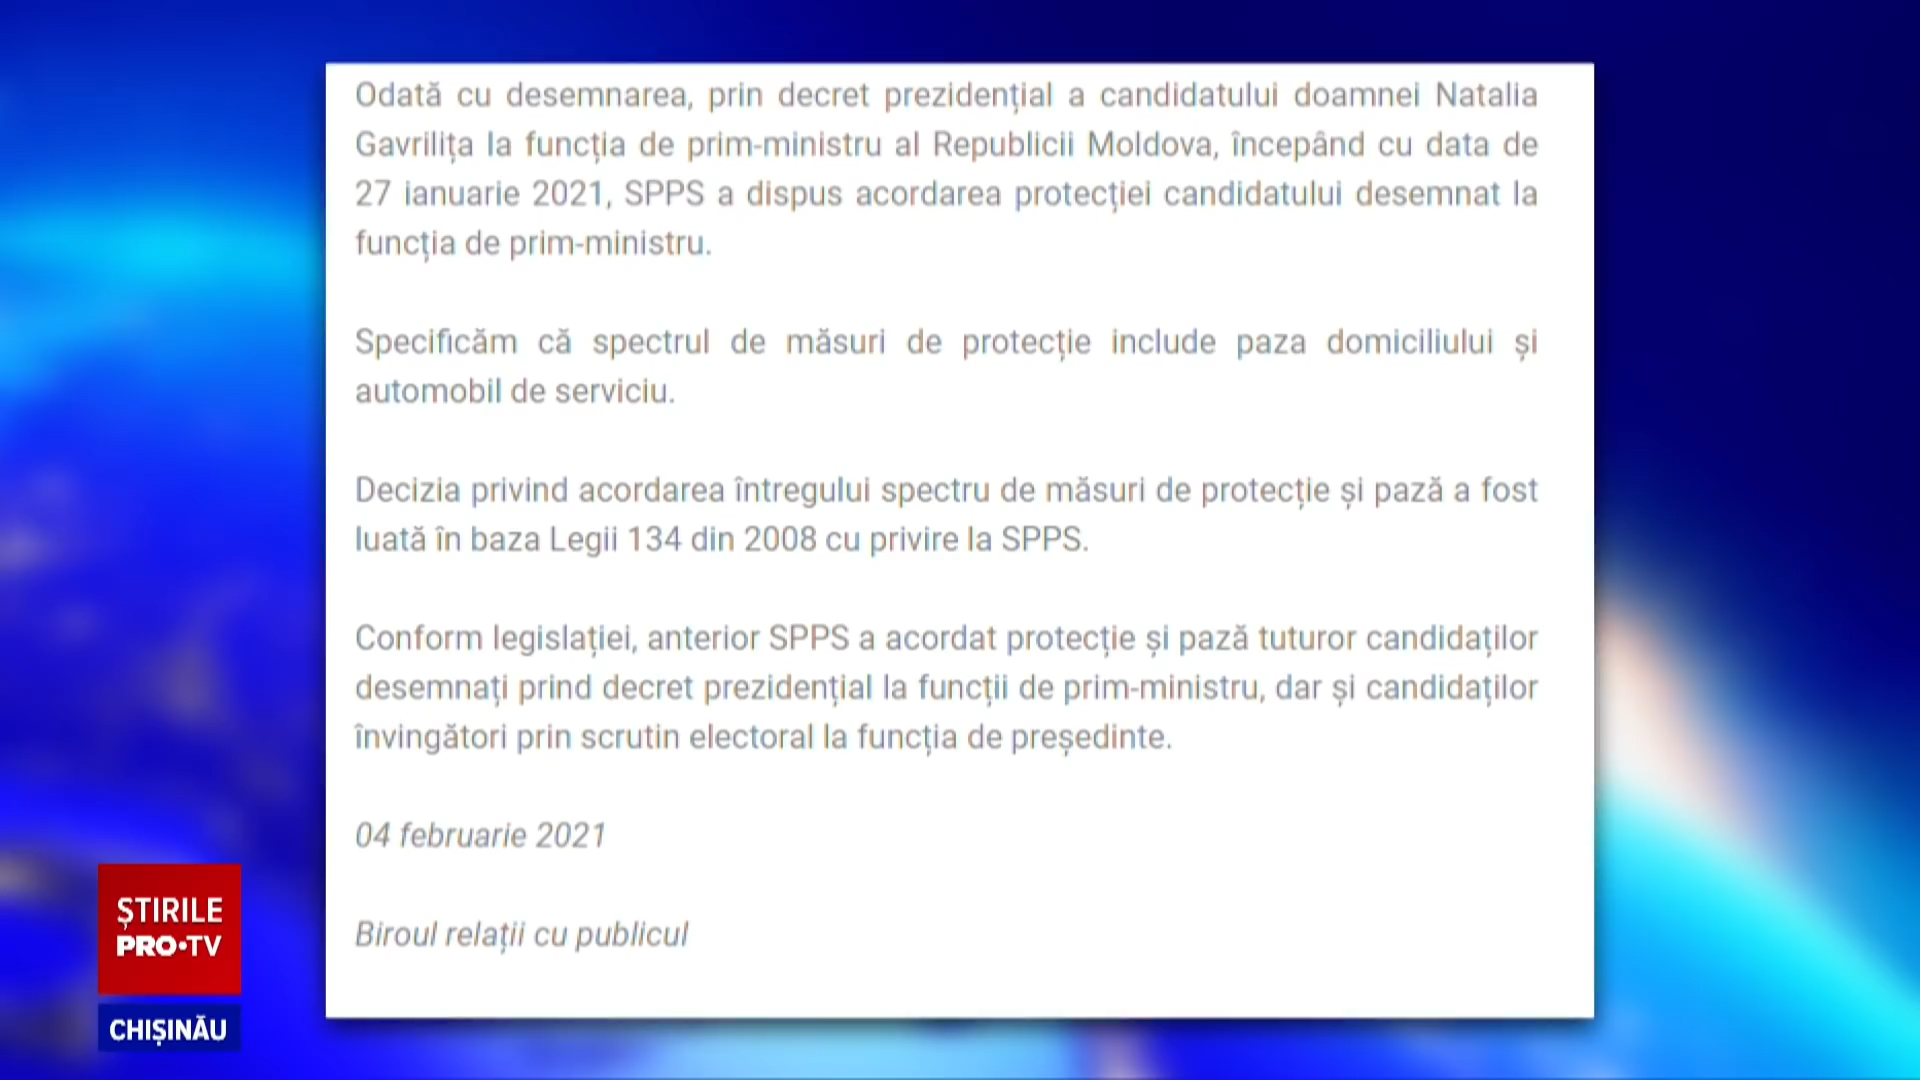 Odată cu desemnarea, prin decret prezidențial a candidatului doamnei Natalia
Gavrilița la funcția de prim-ministru al Republicii Moldova, începând cu data de
27 ianuarie 2021, SPPS a dispus acordarea protecției candidatului desemnat la
funcția de prim-ministru.
Specificăm că spectrul de măsuri de protecție include paza domiciliului și
automobil de serviciu.
Decizia privind acordarea întregului spectru de măsuri de protecție și pază a fost
luată în baza Legii 134 din 2008 cu privire la SPPS.
Conform legislației, anterior SPPS a acordat protecție și pază tuturor candidaților
desemnați prind decret prezidențial la funcții de prim-ministru, dar și candidaților
învingători prin scrutin electoral la funcția de președinte.
04 februarie 2021
Biroul relații cu publicul
ȘTIRILE
PRO•TV
CHIȘINĂU